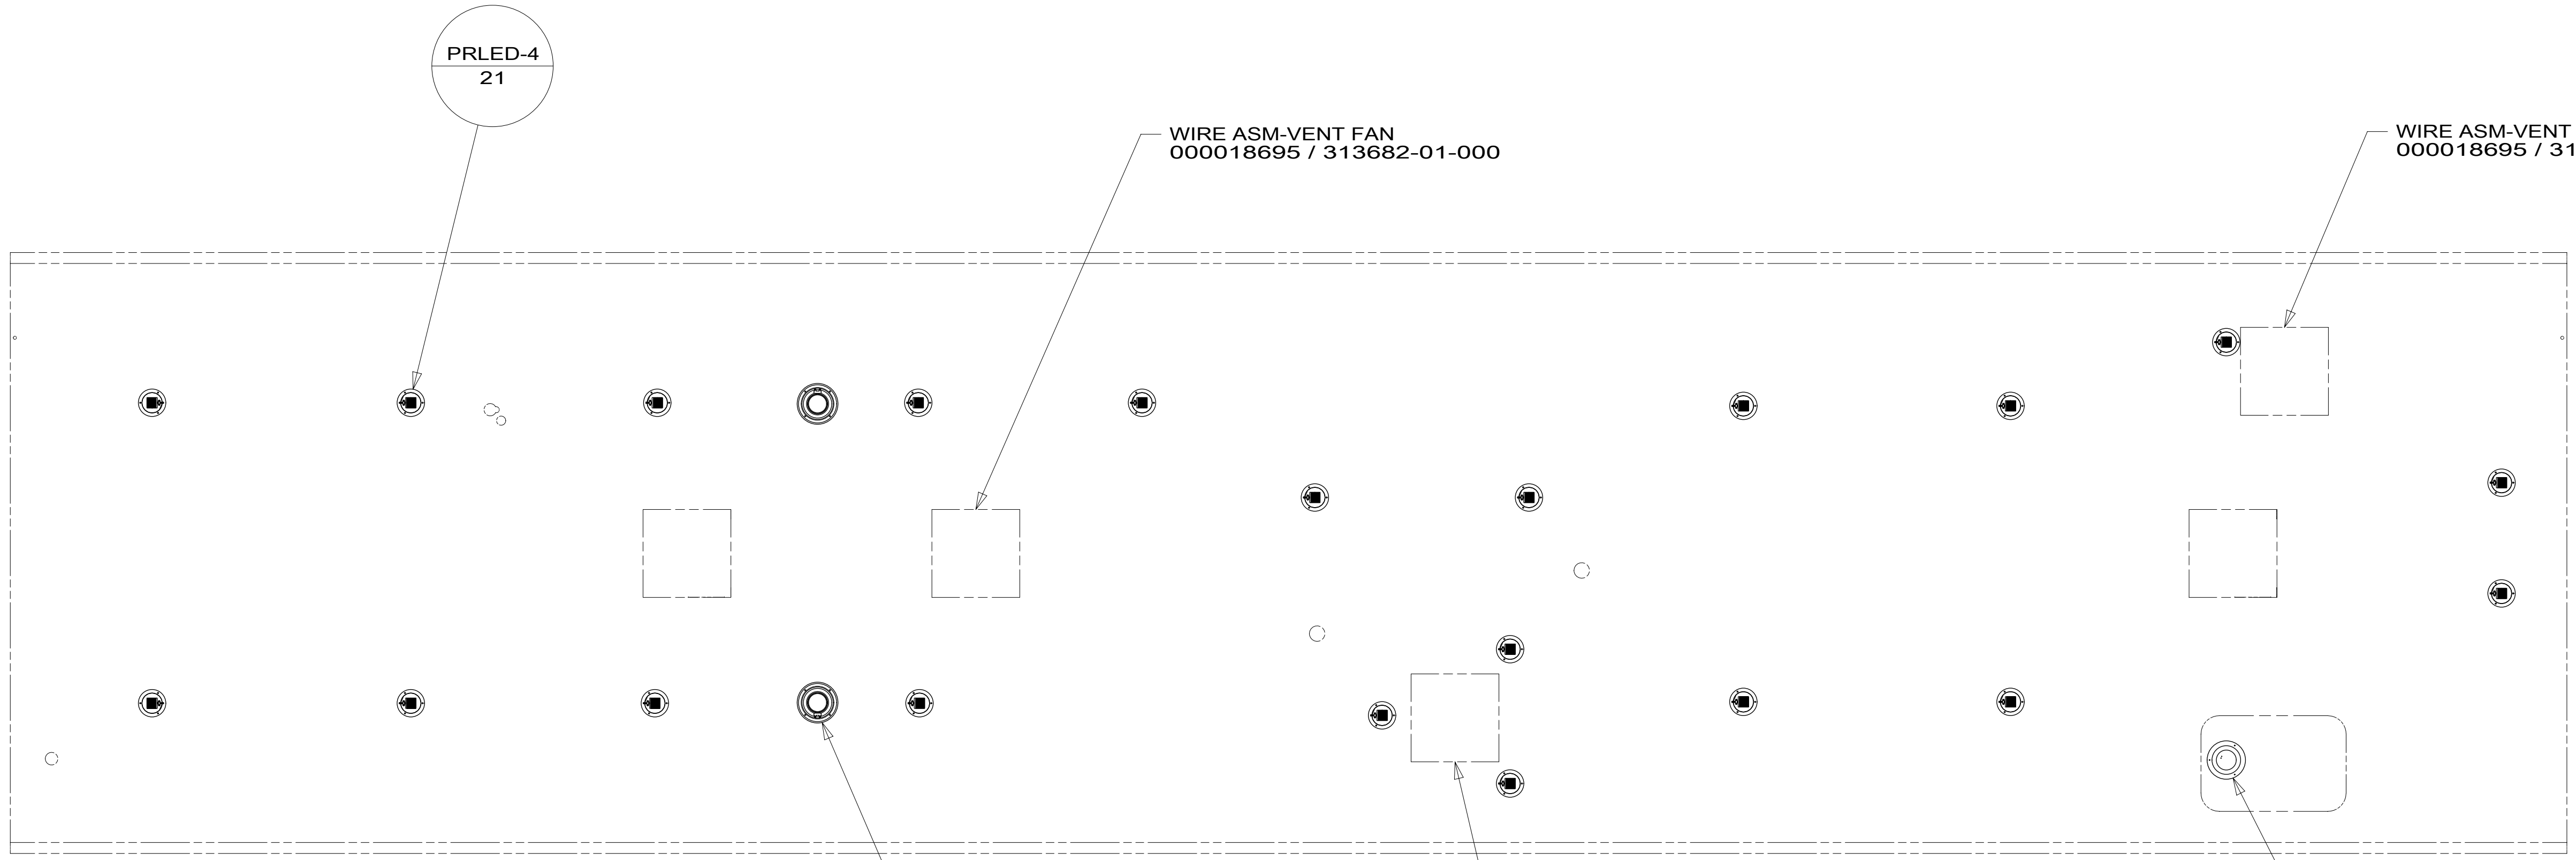 PRLED-4
21
WIRE ASM-VENT FAN
000018695 / 313682-01-000
WIRE ASM-VENT
000018695 / 31